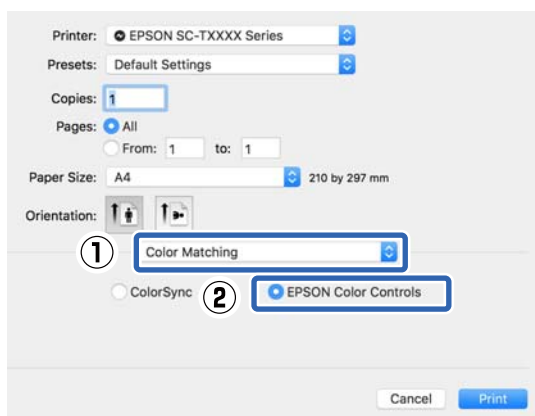 Printer: EPSON SC-TXXXX Series
Presets: Default Settings
Copies: 1
Pages: All
From: 1 to: 1
Paper Size: A4 210 by 297 mm
Orientation:
① Color Matching
ColorSync ② EPSON Color Controls
Cancel Print